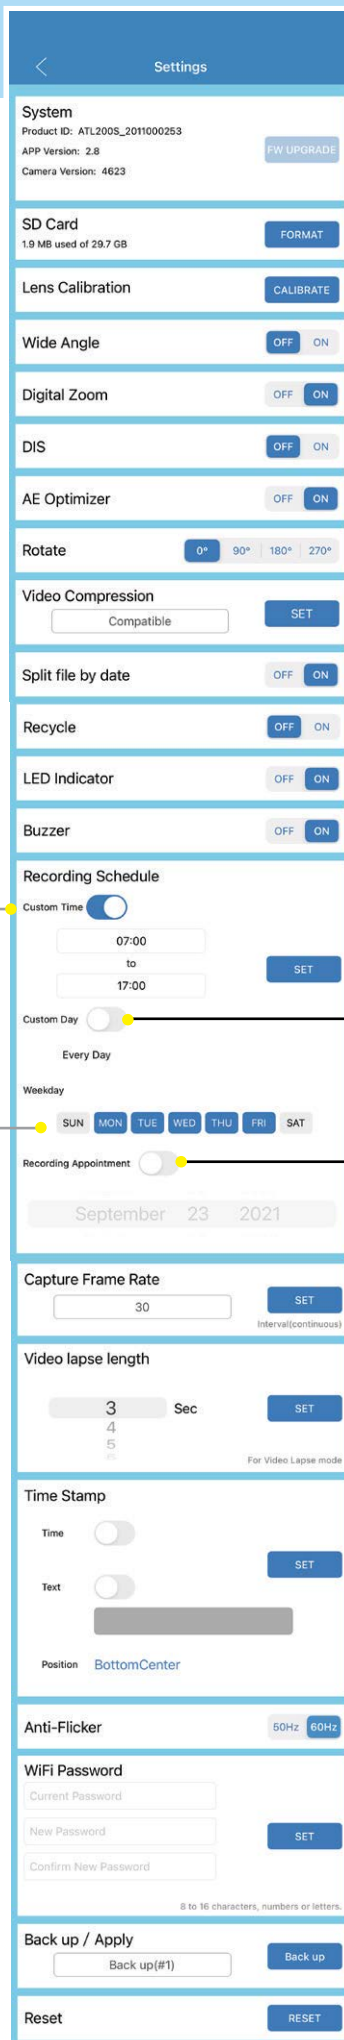 Settings
System
Product ID: ATL200S_2011000253
APP Version: 2.8
FW UPGRADE
Camera Version: 4623
SD Card
1.9 MB used of 29.7 GB
FORMAT
Lens Calibration
CALIBRATE
Wide Angle OFF ON
Digital Zoom OFF ON
DIS OFF ON
AE Optimizer OFF ON
Rotate 0° 90° 180° 270°
Video Compression
Compatible
SET
Split file by date OFF ON
Recycle OFF ON
LED Indicator OFF ON
Buzzer OFF ON
Recording Schedule
Custom Time
07:00
to
SET
17:00
Custom Day
Every Day
Weekday
SUN MON TUE WED THU FRI SAT
Recording Appointment
September 23 2021
Capture Frame Rate
30
SET
Interval(continuous)
Video lapse length
3 Sec
SET
4
5
For Video Lapse mode
Time Stamp
Time
SET
Text
Position BottomCenter
Anti-Flicker 50Hz 60Hz
WiFi Password
Current Password
New Password
SET
Confirm New Password
8 to 16 characters, numbers or letters.
Back up / Apply
Back up(#1)
Back up
Reset RESET